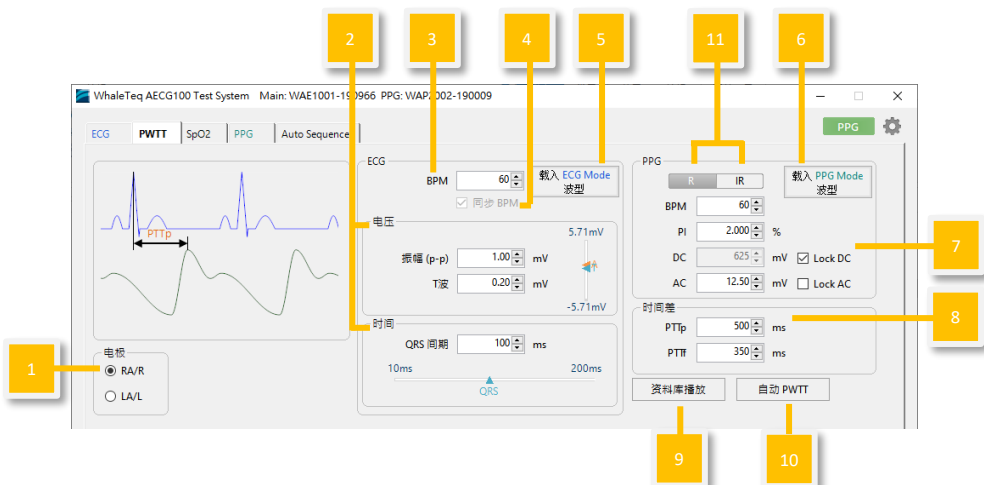 2
3
4
5
11
6
WhaleTeq AECG100 Test System Main: WAE1001-190966 PPG: WAP2002-190009
ECG PWTT SpO2 PPG Auto Sequence
PPG
PTTp
电极
RA/R
LA/L
1
ECG
BPM 60
载入 ECG Mode
波型
同步 BPM
电压
5.71mV
振幅 (p-p) 1.00 mV
T波 0.20 mV
-5.71mV
时间
QRS 间期 100 ms
10ms 200ms
QRS
PPG
R IR
载入 PPG Mode
波型
BPM 60
PI 2.000 %
DC 625 mV Lock DC
AC 12.50 mV Lock AC
7
时间差
PTTp 500 ms
PTTf 350 ms
8
资料库播放 自动 PWTT
9
10